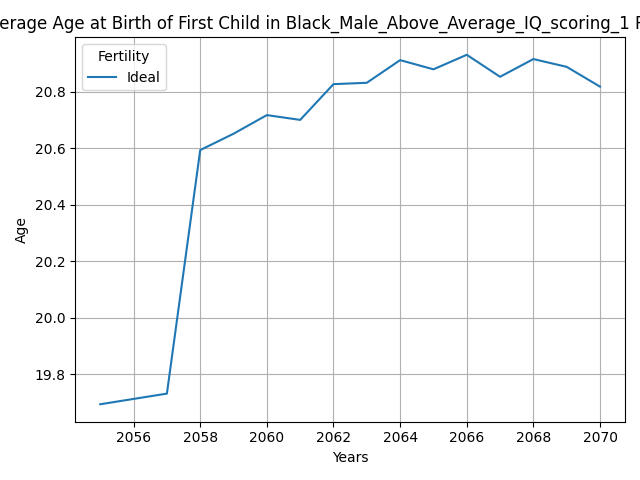 erage Age at Birth of First Child in Black_Male_Above_Average_IQ_scoring_1
Fertility
Ideal
20.8
20.6
20.4
20.2
20.0
19.8
Age
2056 2058 2060 2062 2064 2066 2068 2070
Years